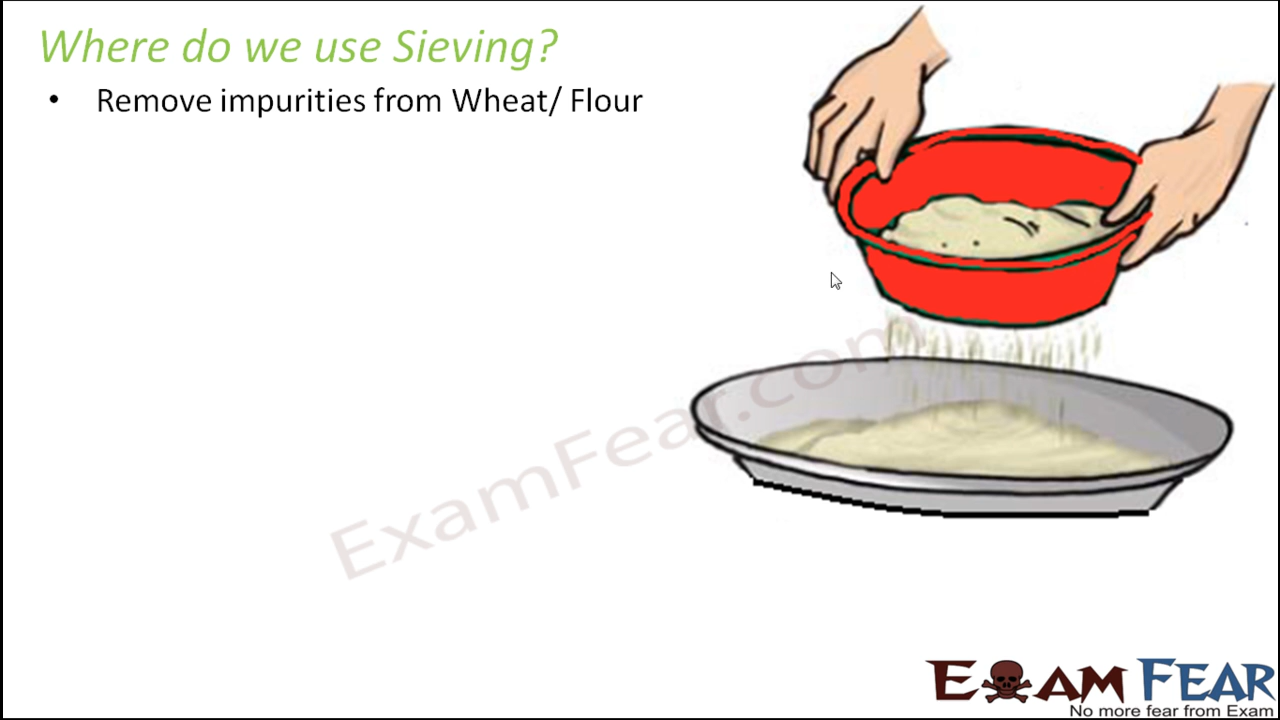 Where do we use Sieving?
• Remove impurities from Wheat/ Flour
ExamFear.com
EXAM FEAR
No more fear from Exam